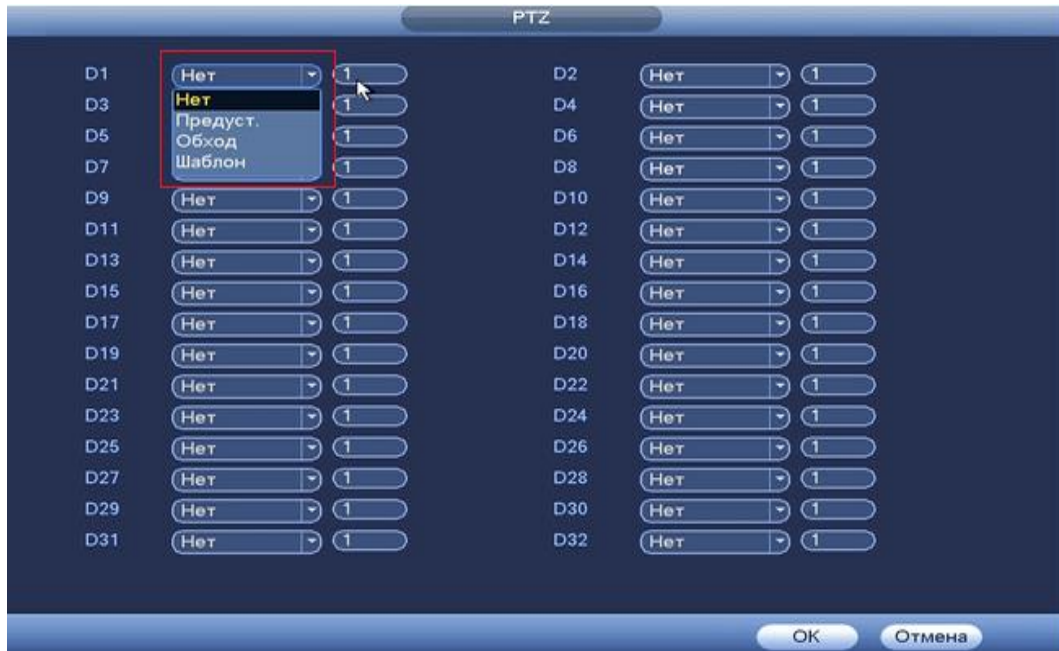 PTZ
D1 Нет 1 D2 Нет 1
Нет
D3 1 D4 Нет 1
Предуст.
D5 Обход 1 D6 Нет 1
D7 Шаблон 1 D8 Нет 1
D9 Нет 1 D10 Нет 1
D11 Нет 1 D12 Нет 1
D13 Нет 1 D14 Нет 1
D15 Нет 1 D16 Нет 1
D17 Нет 1 D18 Нет 1
D19 Нет 1 D20 Нет 1
D21 Нет 1 D22 Нет 1
D23 Нет 1 D24 Нет 1
D25 Нет 1 D26 Нет 1
D27 Нет 1 D28 Нет 1
D29 Нет 1 D30 Нет 1
D31 Нет 1 D32 Нет 1
OK Отмена